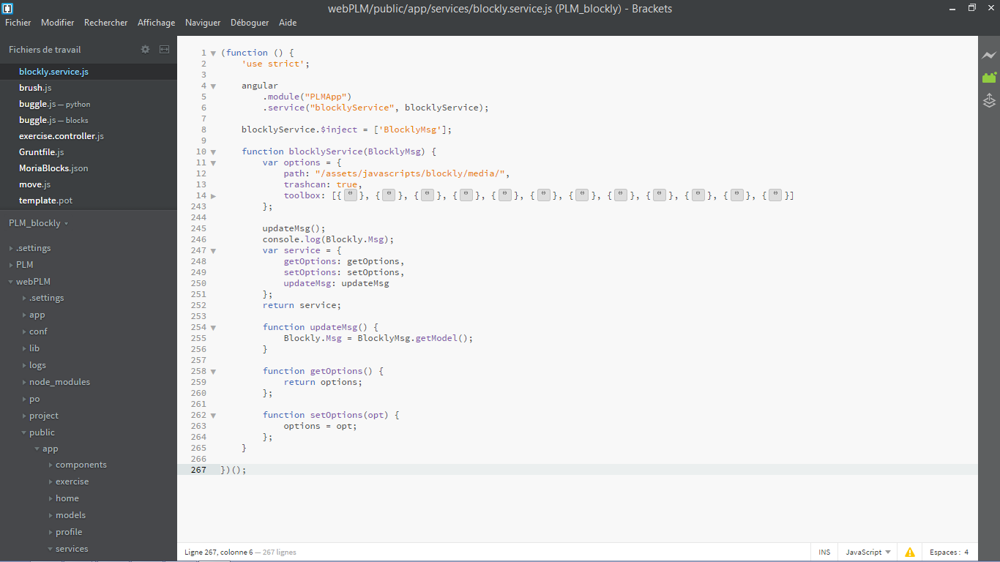 webPLM/public/app/services/blockly.service.js (PLM_blockly) - Brackets
Fichier Modifier Rechercher Affichage Naviguer Déboguer Aide
Fichiers de travail
blockly.service.js
brush.js
buggle.js — python
buggle.js — blocks
exercise.controller.js
Gruntfile.js
MoriaBlocks.json
move.js
template.pot
PLM_blockly
.settings
PLM
webPLM
.settings
app
conf
lib
logs
node_modules
po
project
public
app
components
exercise
home
models
profile
services
1 (function () {
2 'use strict';
3
4 angular
5 .module("PLMApp")
6 .service("blocklyService", blocklyService);
7
8 blocklyService.$inject = ['BlocklyMsg'];
9
10 function blocklyService(BlocklyMsg) {
11 var options = {
12 path: "/assets/javascripts/blockly/media/",
13 trashcan: true,
14 toolbox: [{↔}, {↔}, {↔}, {↔}, {↔}, {↔}, {↔}, {↔}, {↔}, {↔}, {↔}, {↔}]
243 };
244
245 updateMsg();
246 console.log(Blockly.Msg);
247 var service = {
248 getOptions: getOptions,
249 setOptions: setOptions,
250 updateMsg: updateMsg
251 };
252 return service;
253
254 function updateMsg() {
255 Blockly.Msg = BlocklyMsg.getModel();
256 }
257
258 function getOptions() {
259 return options;
260 };
261
262 function setOptions(opt) {
263 options = opt;
264 };
265 }
266
267 })();
Ligne 267, colonne 6 — 267 lignes
INS JavaScript Espaces : 4